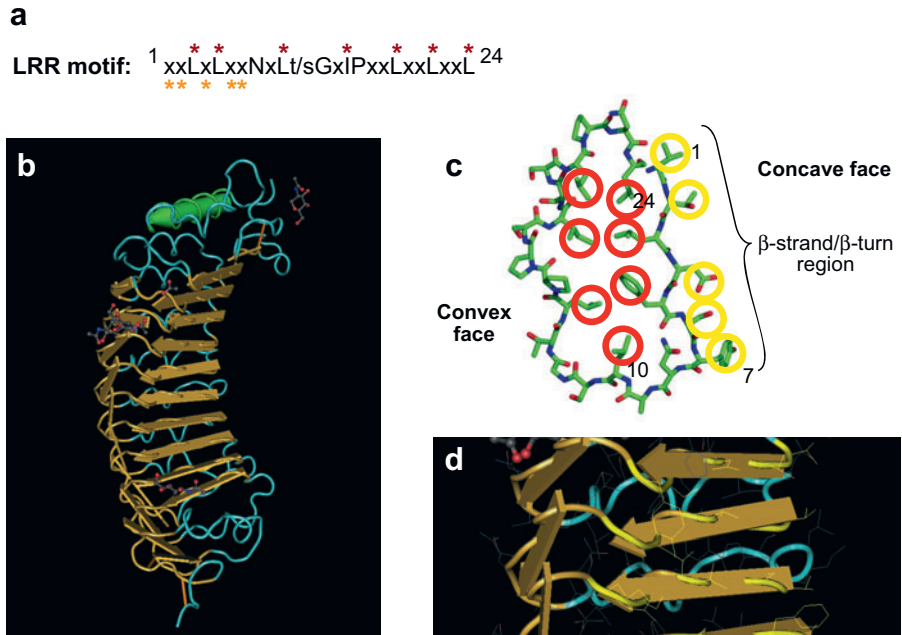 a
* * * * * * *
LRR motif: 1 xxLxLxxNxLt/sGxIPxxLxxLxxL 24
** * **
b
c
1
Concave face
24
β-strand/β-turn
region
Convex
face
10
7
d